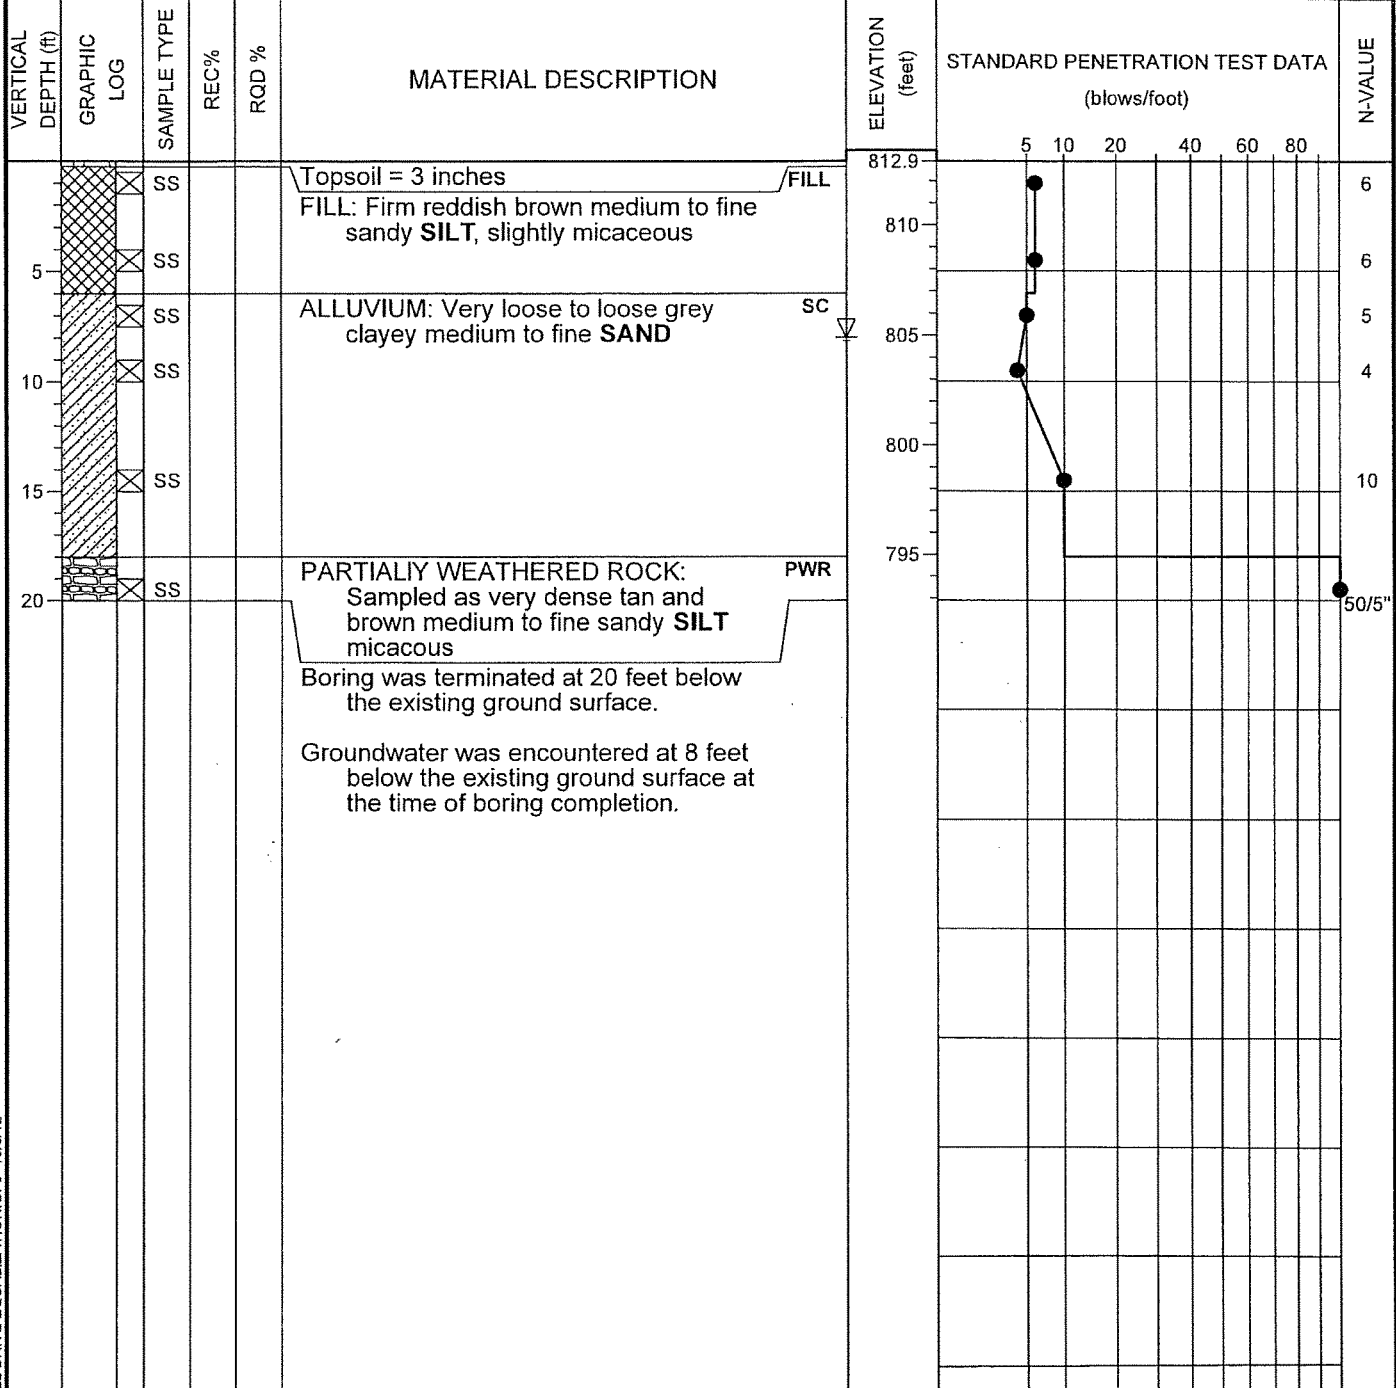 VERTICAL DEPTH (ft)
GRAPHIC LOG
SAMPLE TYPE
REC%
RQD %
MATERIAL DESCRIPTION
ELEVATION (feet)
STANDARD PENETRATION TEST DATA
(blows/foot)
N-VALUE
5 10 20 40 60 80
812.9
Topsoil = 3 inches FILL
SS
6
FILL: Firm reddish brown medium to fine
sandy SILT, slightly micaceous
810
SS
6
5
ALLUVIUM: Very loose to loose grey SC
clayey medium to fine SAND
SS
5
805
SS
4
10
800
SS
10
15
795
PARTIALIY WEATHERED ROCK: PWR
Sampled as very dense tan and
brown medium to fine sandy SILT
micacous
SS
50/5"
20
Boring was terminated at 20 feet below
the existing ground surface.
Groundwater was encountered at 8 feet
below the existing ground surface at
the time of boring completion.